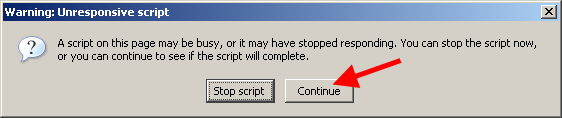 Warning: Unresponsive script
A script on this page may be busy, or it may have stopped responding. You can stop the script now,
or you can continue to see if the script will complete.
Stop script Continue